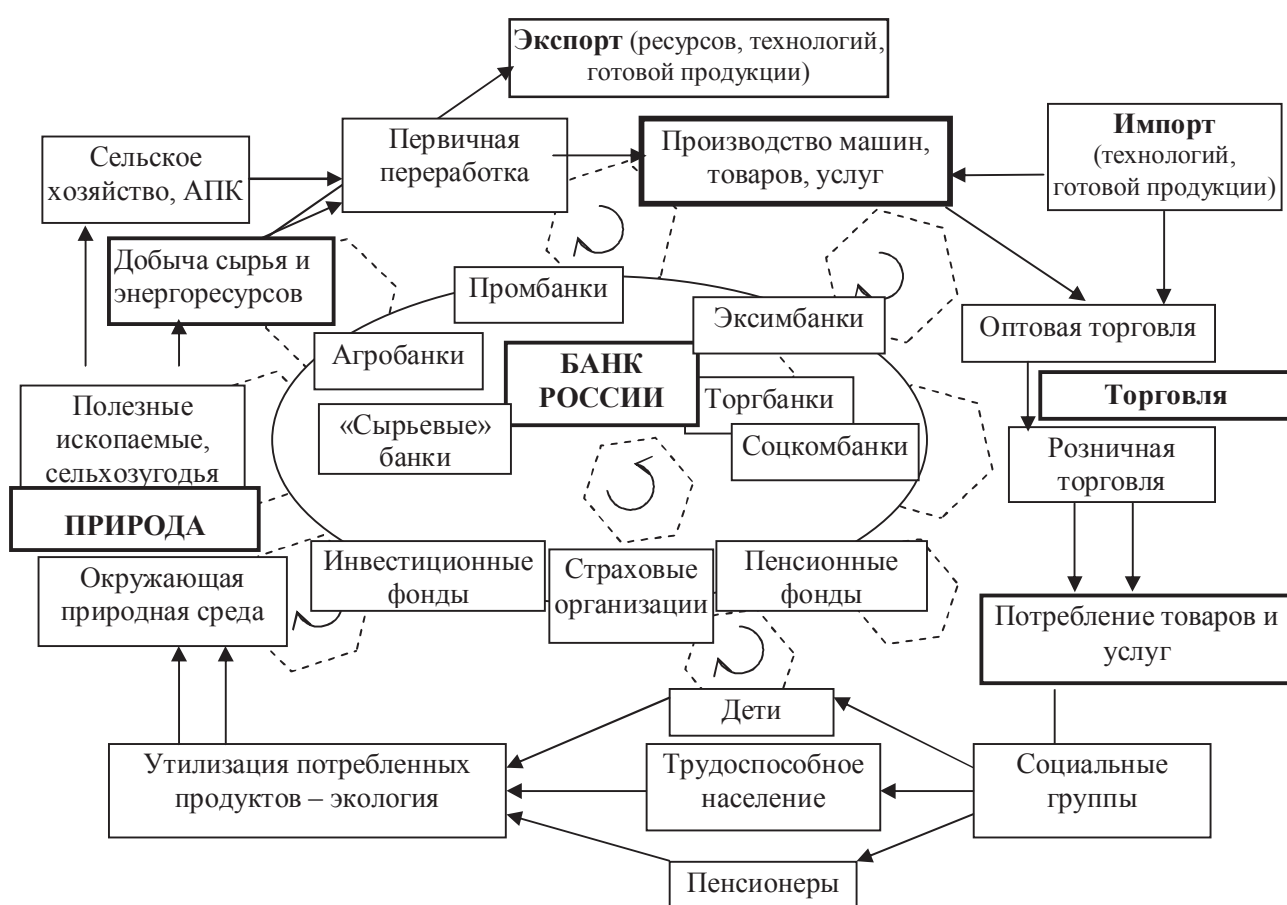 Экспорт (ресурсов, технологий,
готовой продукции)
Первичная
переработка
Производство машин,
товаров, услуг
Импорт
(технологий,
готовой продукции)
Сельское
хозяйство, АПК
Добыча сырья и
энергоресурсов
Промбанки
Эксимбанки
Оптовая торговля
Агробанки
БАНК
РОССИИ
Торгбанки
Торговля
Полезные
ископаемые,
сельхозугодья
«Сырьевые»
банки
Соцкомбанки
Розничная
торговля
ПРИРОДА
Окружающая
природная среда
Инвестиционные
фонды
Страховые
организации
Пенсионные
фонды
Потребление товаров и
услуг
Дети
Утилизация потребленных
продуктов – экология
Трудоспособное
население
Социальные
группы
Пенсионеры